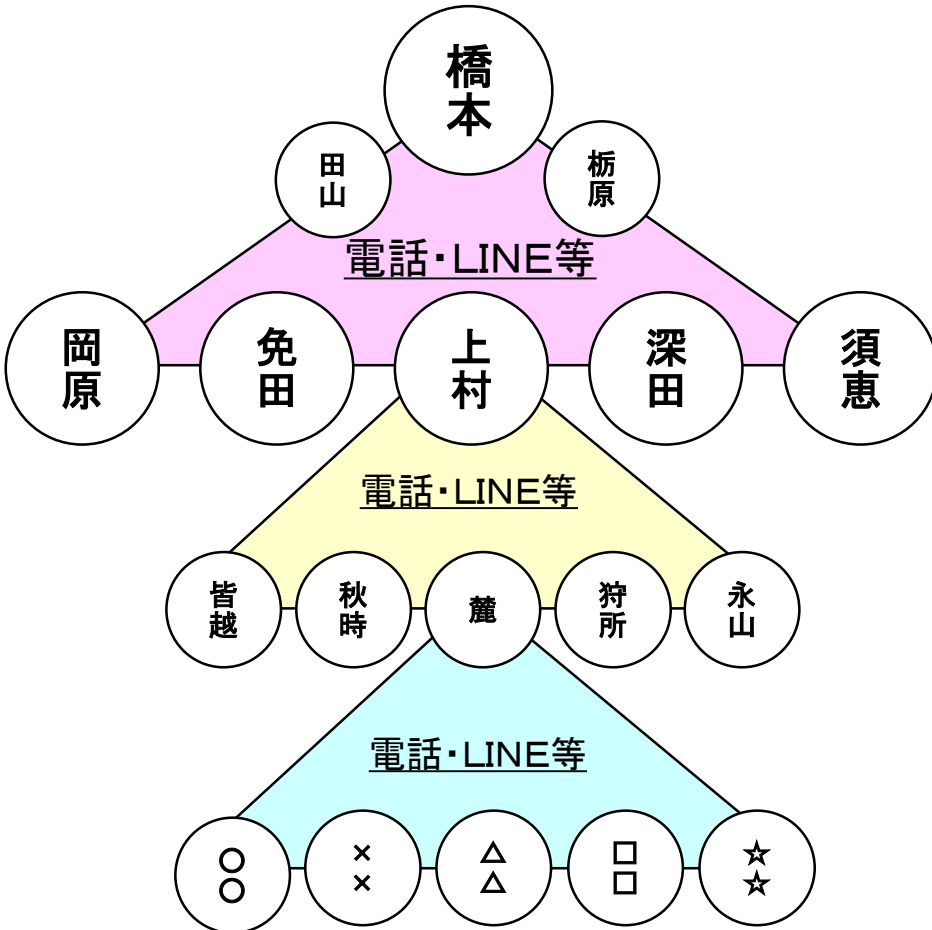 橋本
田山
栃原
電話・LINE等
岡原
免田
上村
深田
須恵
電話・LINE等
皆越
秋時
麓
狩所
永山
電話・LINE等
○○
××
△△
□□
☆☆